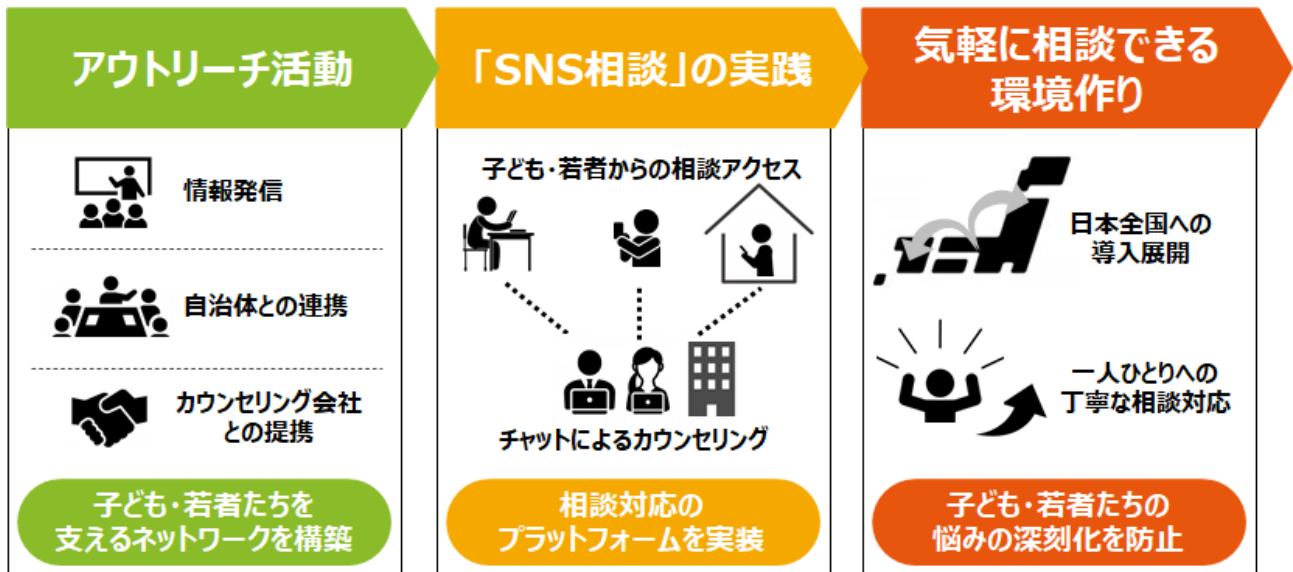 アウトリーチ活動
情報発信
自治体との連携
カウンセリング会社
との提携
子ども・若者たちを
支えるネットワークを構築
「SNS相談」の実践
子ども・若者からの相談アクセス
チャットによるカウンセリング
相談対応の
プラットフォームを実装
気軽に相談できる
環境作り
日本全国への
導入展開
一人ひとりへの
丁寧な相談対応
子ども・若者たちの
悩みの深刻化を防止